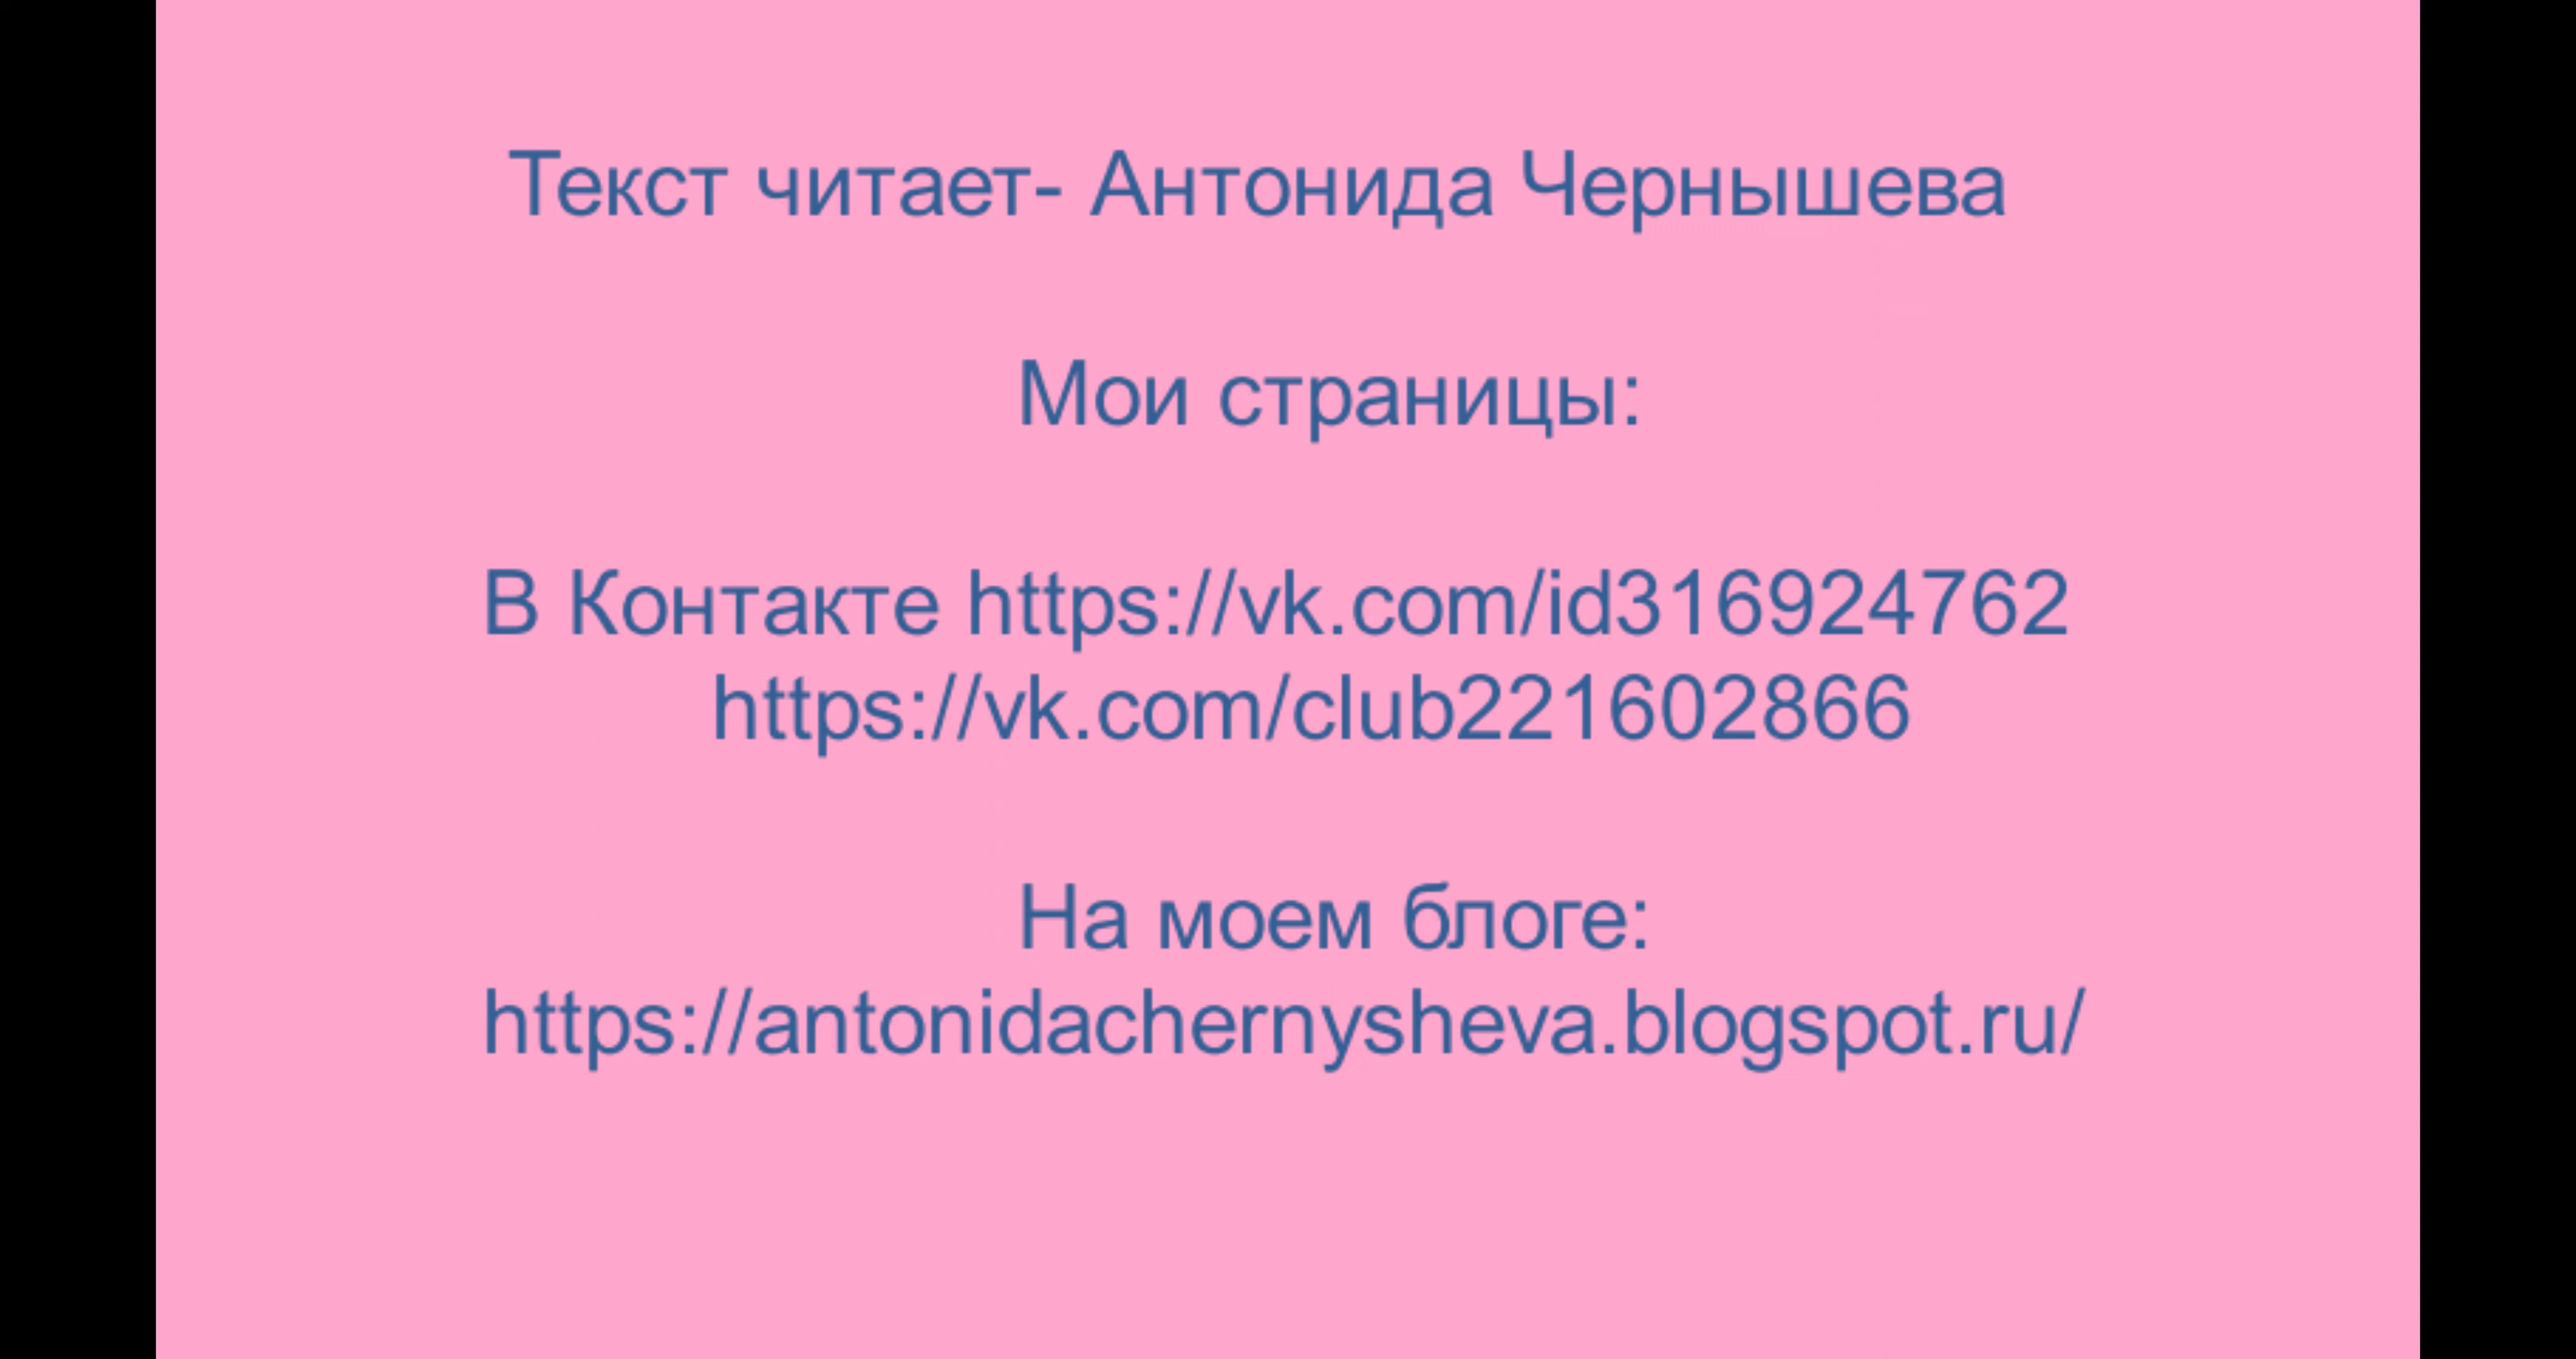 Текст читает- Антонида Чернышева
Мои страницы:
В Контакте https://vk.com/id316924762
https://vk.com/club221602866
На моем блоге:
https://antonidachernysheva.blogspot.ru/